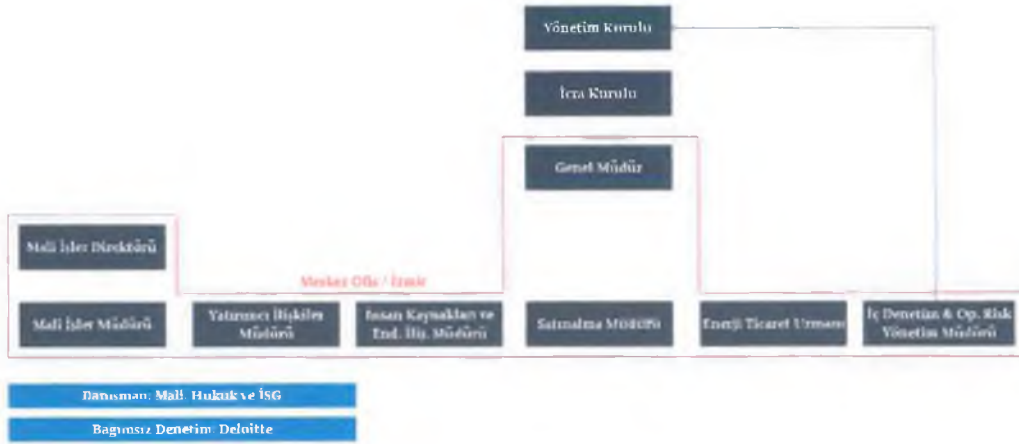 Yönetim Kurulu
İcra Kurulu
Genel Müdür
Mali İşler Direktörü
Merkez Ofis / İzmir
Mali İşler Müdürü
Yatırımcı İlişkiler
Müdürü
İnsan Kaynakları ve
End. İliş. Müdürü
Satınalma Müdürü
Enerji Ticaret Uzmanı
İç Denetim & Op. Risk
Yönetim Müdürü
Danışman: Mali, Hukuk ve İSG
Bağımsız Denetim: Deloitte